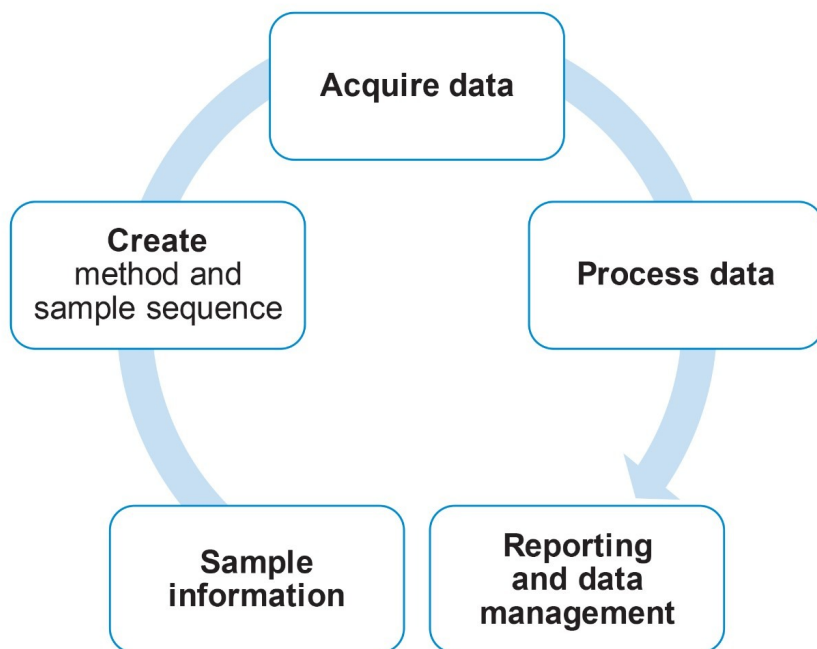 Acquire data
Create
method and
sample sequence
Process data
Sample
information
Reporting
and data
management